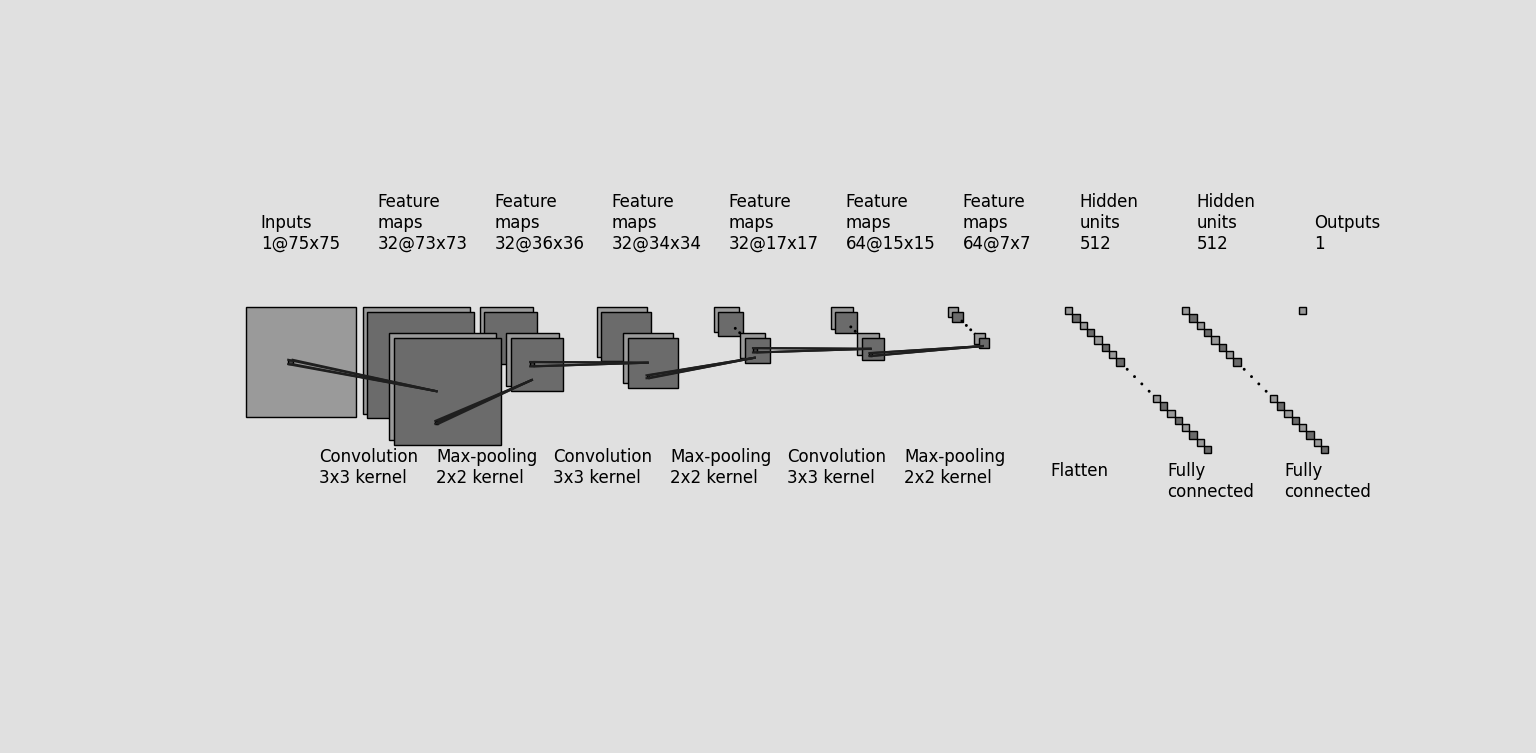 Inputs
1@75x75
Feature
maps
32@73x73
Feature
maps
32@36x36
Feature
maps
32@34x34
Feature
maps
32@17x17
Feature
maps
64@15x15
Feature
maps
64@7x7
Hidden
units
512
Hidden
units
512
Outputs
1
Convolution
3x3 kernel
Max-pooling
2x2 kernel
Convolution
3x3 kernel
Max-pooling
2x2 kernel
Convolution
3x3 kernel
Max-pooling
2x2 kernel
Flatten
Fully
connected
Fully
connected